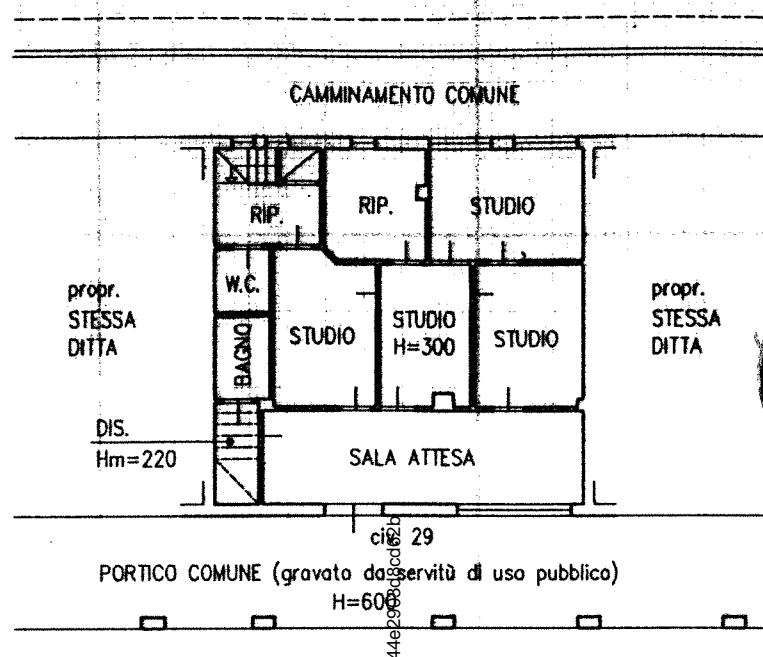 CAMMINAMENTO COMUNE
RIP.
RIP.
STUDIO
W.C.
propr.
STESSA
DITTA
STUDIO
STUDIO
H=300
STUDIO
propr.
STESSA
DITTA
BAGNO
DIS.
Hm=220
SALA ATTESA
civ. 29
PORTICO COMUNE (gravato da servitù di uso pubblico)
H=600